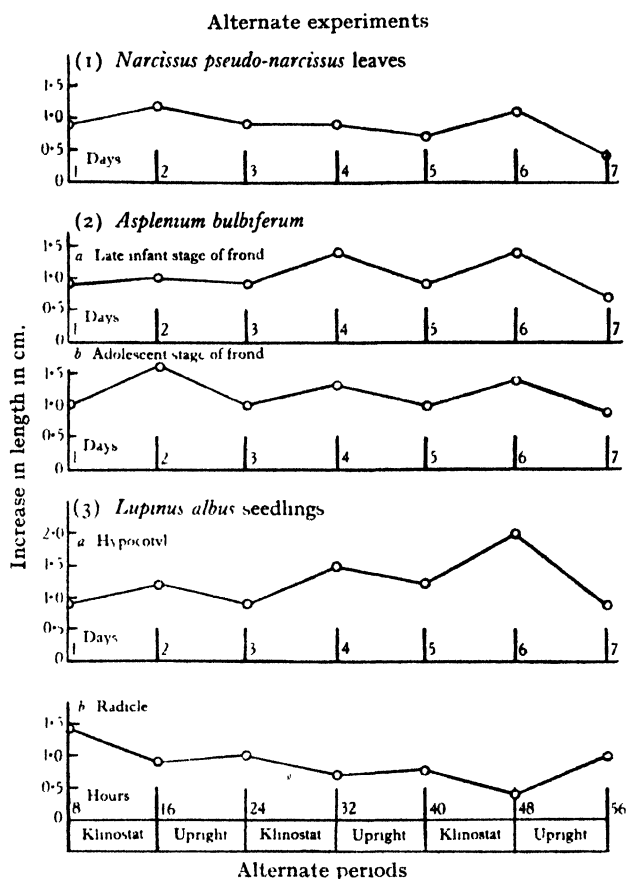 Alternate experiments
(1) Narcissus pseudo-narcissus leaves
1·5
1·0
0·5
0
Days
1 2 3 4 5 6 7
(2) Asplenium bulbiferum
a Late infant stage of frond
1·5
1·0
0·5
0
Days
1 2 3 4 5 6 7
b Adolescent stage of frond
1·5
1·0
0·5
0
Days
1 2 3 4 5 6 7
(3) Lupinus albus seedlings
a Hypocotyl
2·0
1·5
1·0
0·5
0
Days
1 2 3 4 5 6 7
b Radicle
1·5
1·0
0·5
0
Hours
8 16 24 32 40 48 56
Klinostat Upright Klinostat Upright Klinostat Upright
Alternate periods
Increase in length in cm.